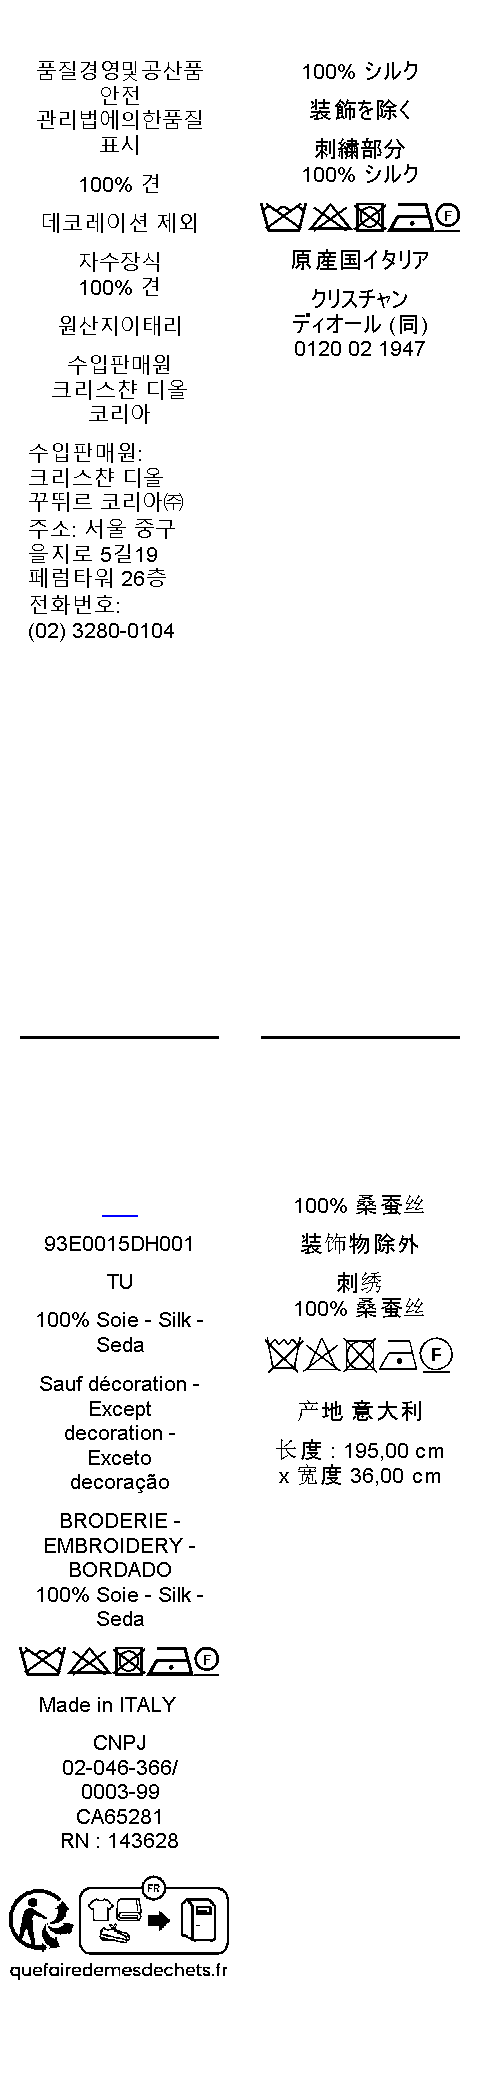 품질경영및공산품
안전
관리법에의한품질
표시
100% 견
데코레이션 제외
자수장식
100% 견
원산지이태리
수입판매원
크리스챤 디올
코리아
수입판매원:
크리스챤 디올
꾸뛰르 코리아㈜
주소: 서울 중구
을지로 5길19
페럼타워 26층
전화번호:
(02) 3280-0104
100% シルク
装飾を除く
刺繍部分
100% シルク
F
原産国イタリア
クリスチャン
ディオール (同)
0120 02 1947
93E0015DH001
TU
100% Soie - Silk -
Seda
Sauf décoration -
Except
decoration -
Exceto
decoração
BRODERIE -
EMBROIDERY -
BORDADO
100% Soie - Silk -
Seda
F
Made in ITALY
CNPJ
02-046-366/
0003-99
CA65281
RN : 143628
FR
quefairedemesdechets.fr
100% 桑蚕丝
装饰物除外
刺绣
100% 桑蚕丝
F
产地 意大利
长度 : 195,00 cm
x 宽度 36,00 cm